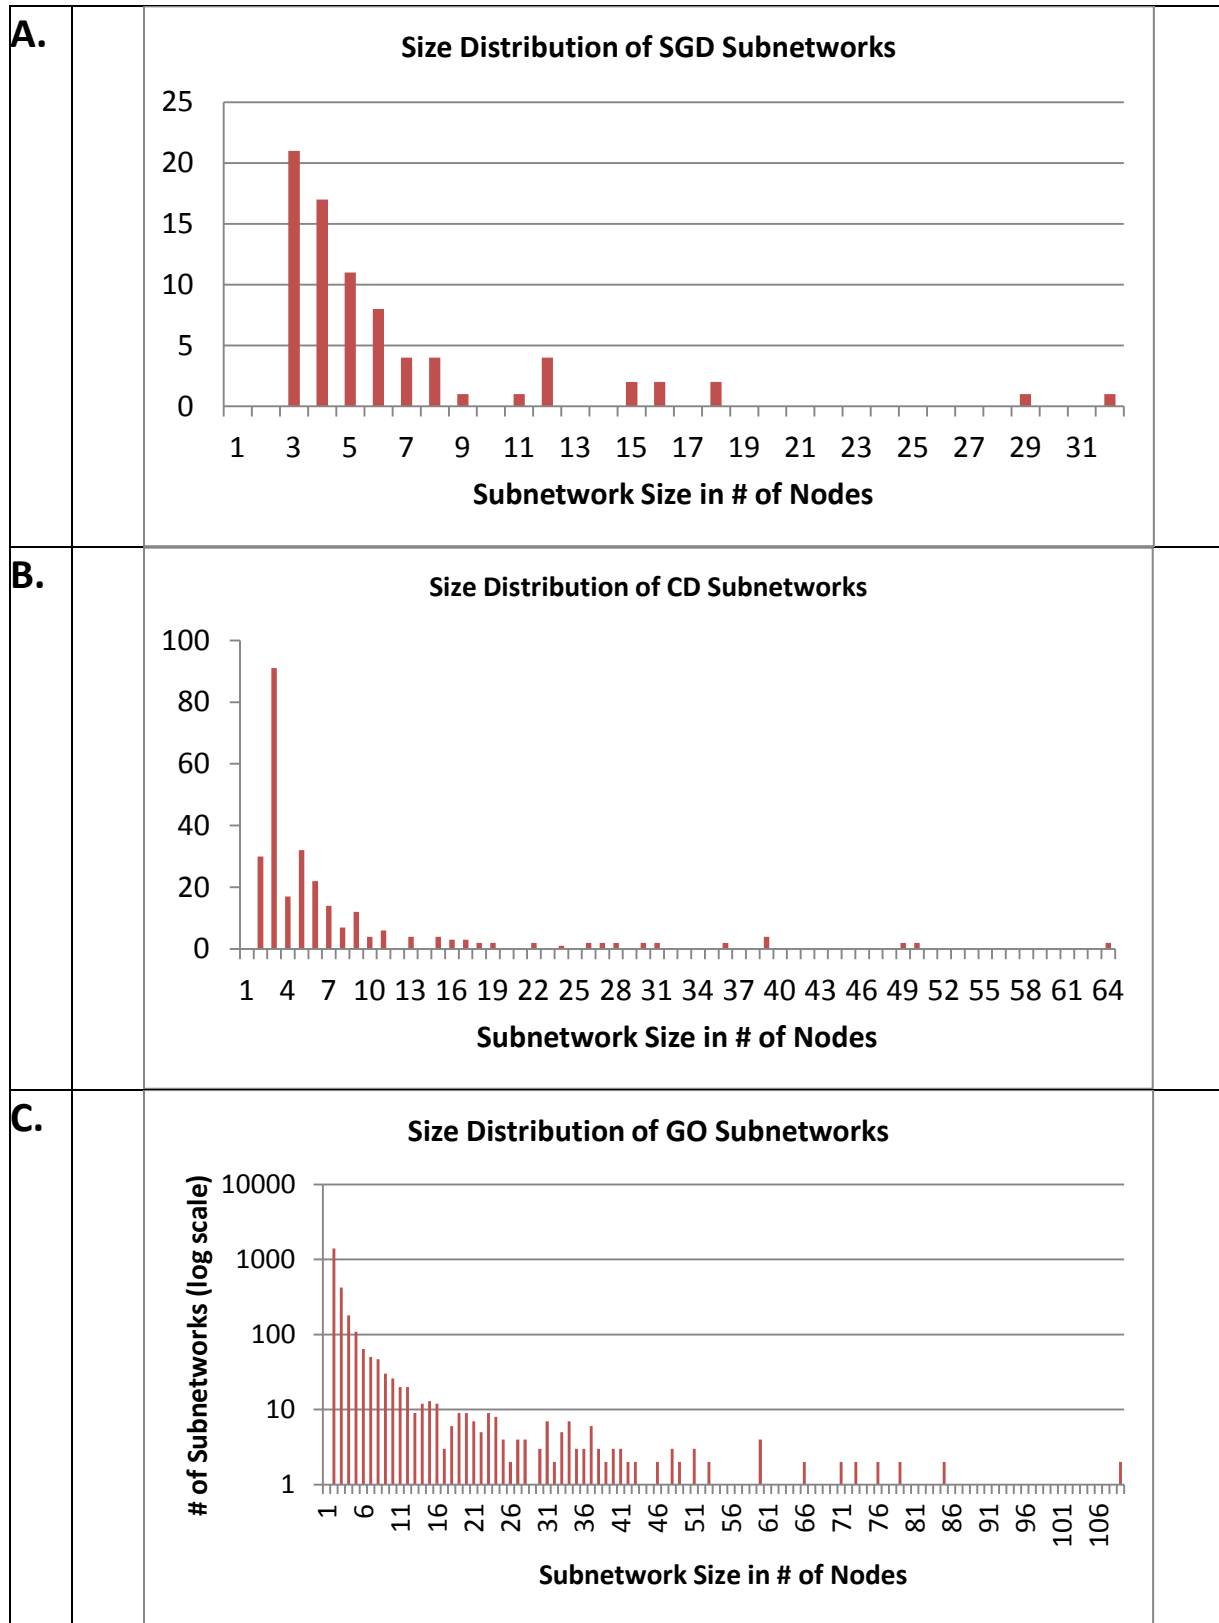 A.
Size Distribution of SGD Subnetworks
25
20
15
10
5
0
1 3 5 7 9 11 13 15 17 19 21 23 25 27 29 31
Subnetwork Size in # of Nodes
B.
Size Distribution of CD Subnetworks
100
80
60
40
20
0
1 4 7 10 13 16 19 22 25 28 31 34 37 40 43 46 49 52 55 58 61 64
Subnetwork Size in # of Nodes
C.
Size Distribution of GO Subnetworks
# of Subnetworks (log scale)
10000
1000
100
10
1
1 6 11 16 21 26 31 36 41 46 51 56 61 66 71 76 81 86 91 96 101 106
Subnetwork Size in # of Nodes